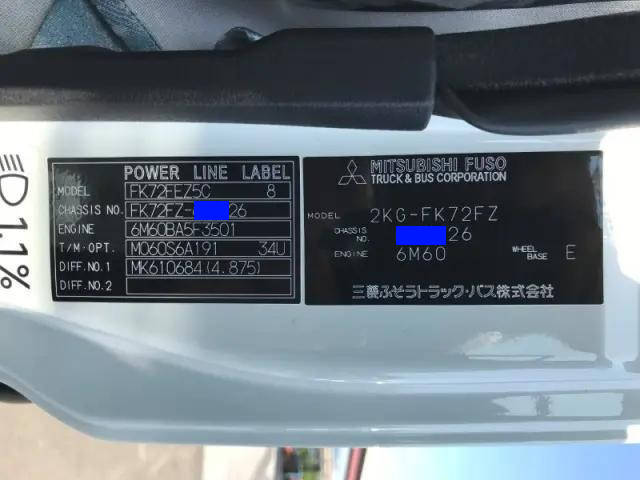 1.1%
POWER LINE LABEL
MODEL FK72FEZ5C 8
CHASSIS NO. FK72FZ- 26
ENGINE 6M60BA5F3501
T/M-OPT. M060S6A191 34U
DIFF.NO.1 MK610684(4.875)
DIFF.NO.2
MITSUBISHI FUSO
TRUCK & BUS CORPORATION
MODEL 2KG-FK72FZ
CHASSIS NO. 26
ENGINE 6M60 WHEEL BASE E
三菱ふそうトラック・バス株式会社